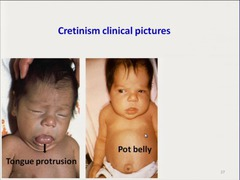 Cretinism clinical pictures
Tongue protrusion
Pot belly